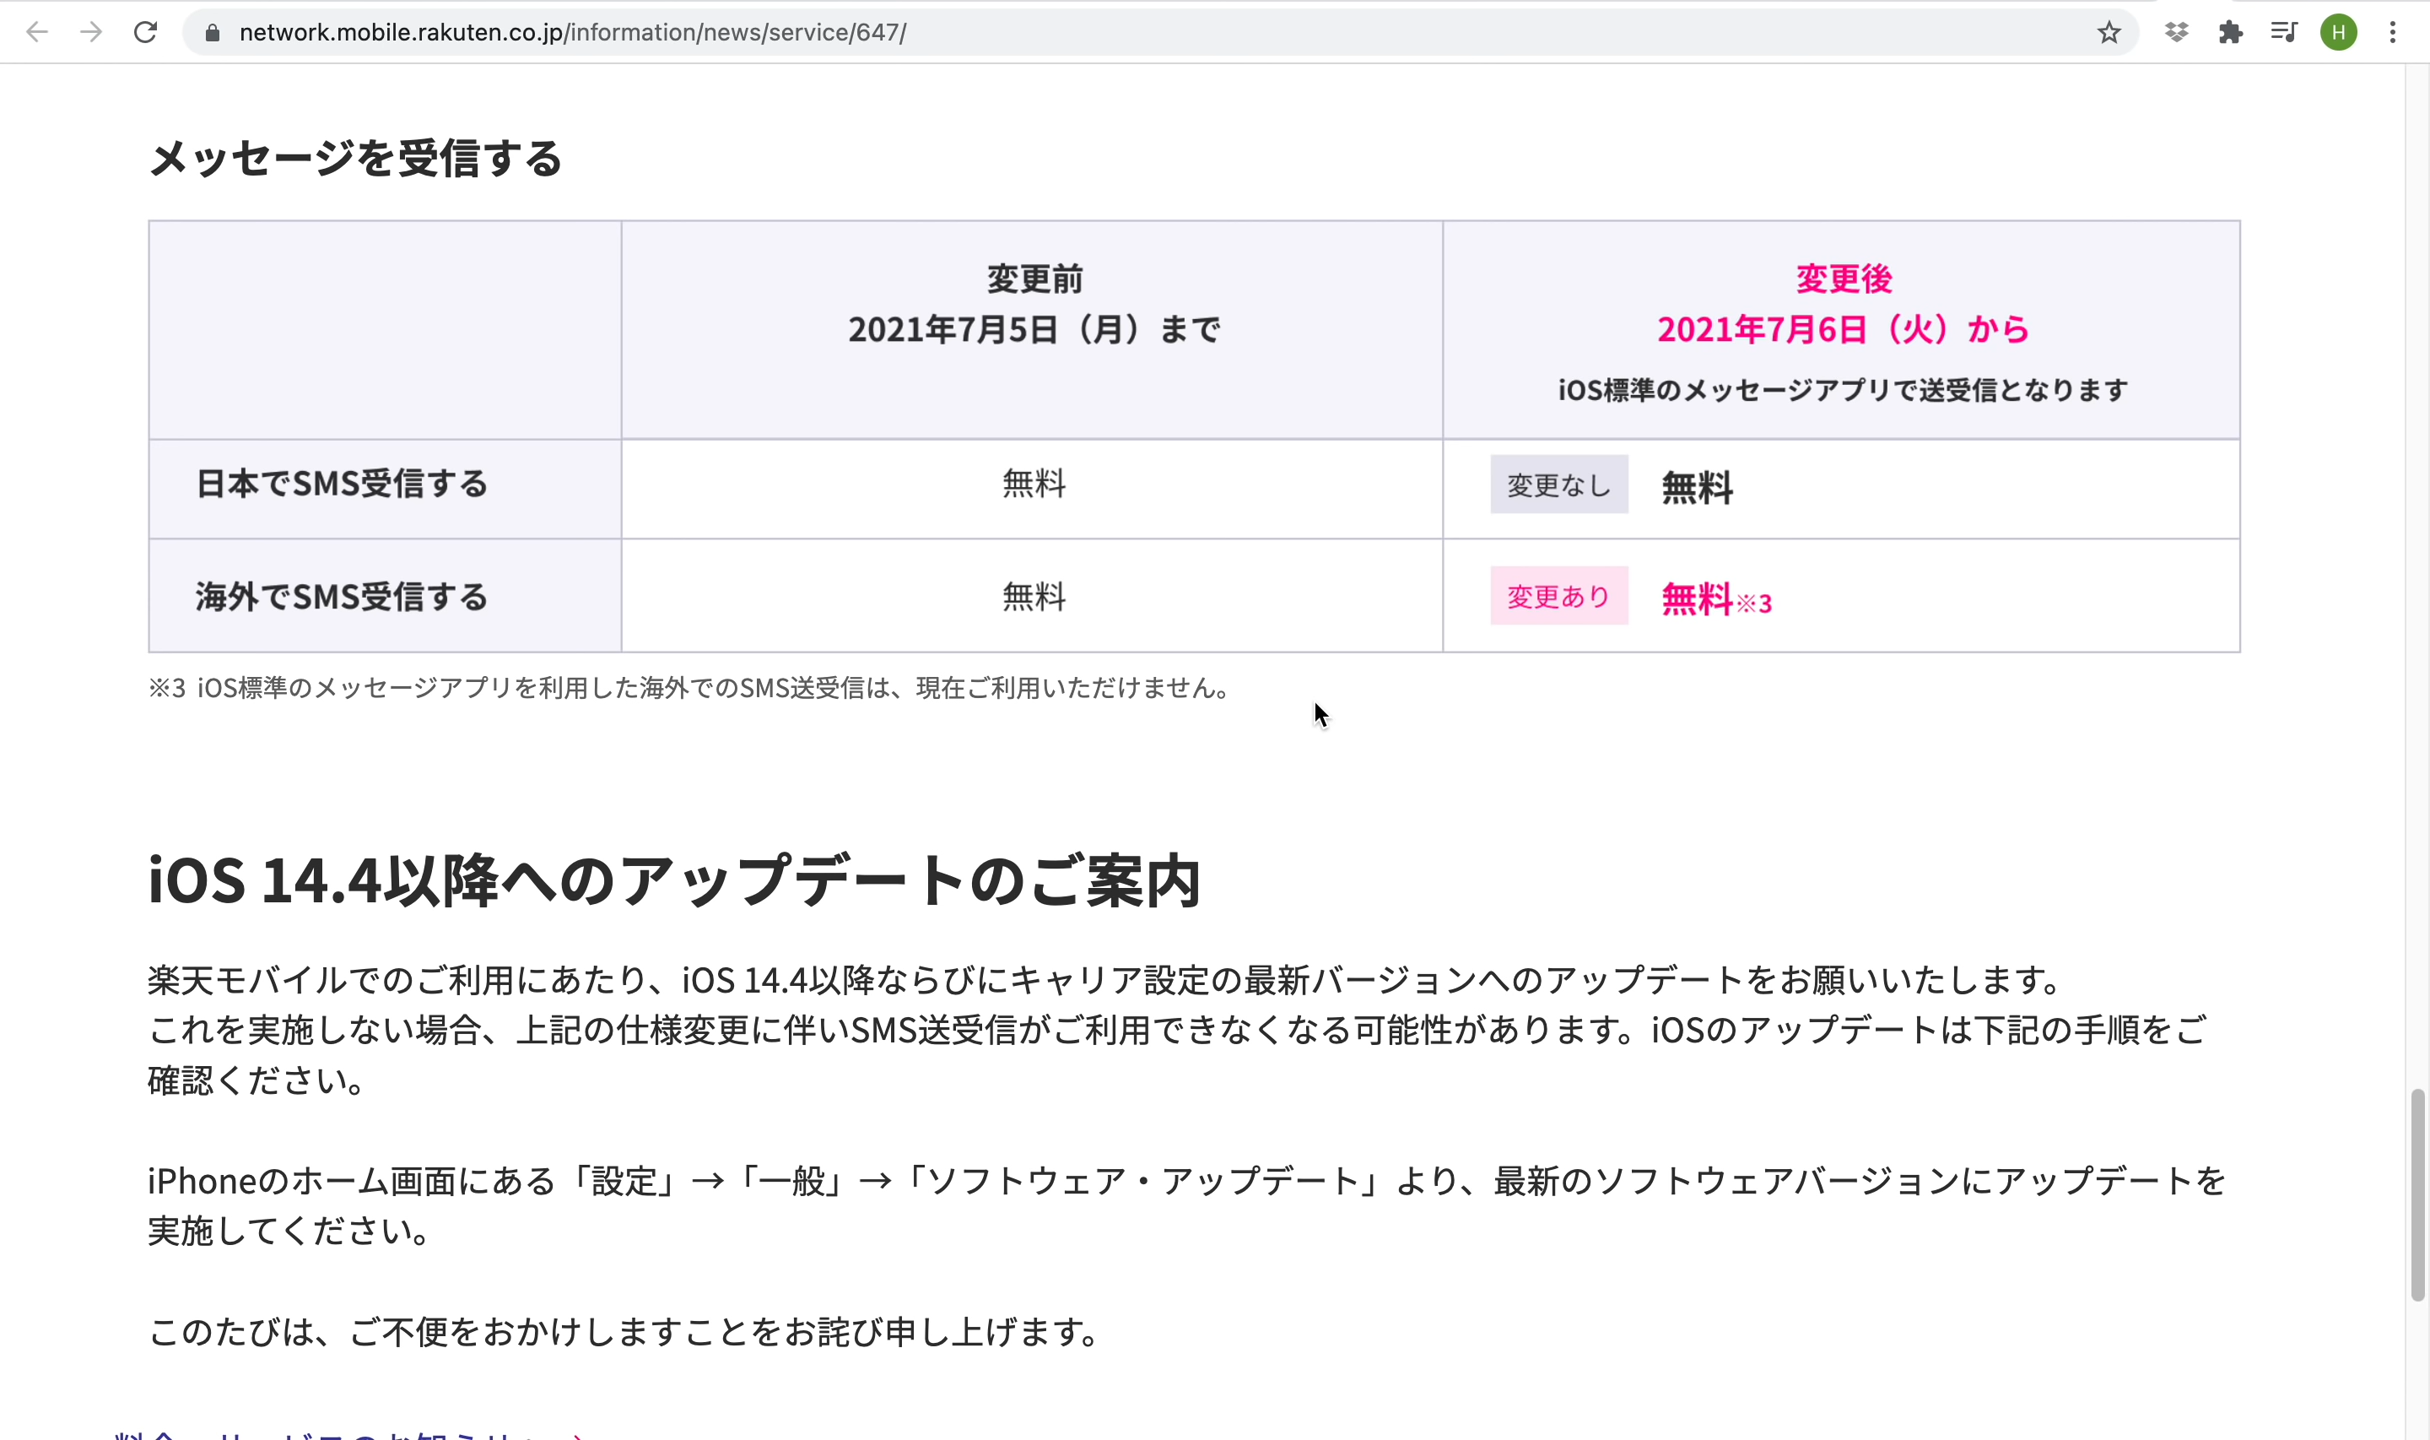 network.mobile.rakuten.co.jp/information/news/service/647/
H
メッセージを受信する
変更前
2021年7月5日（月）まで
変更後
2021年7月6日（火）から
iOS標準のメッセージアプリで送受信となります
日本でSMS受信する
無料
変更なし 無料
海外でSMS受信する
無料
変更あり 無料※3
※3 iOS標準のメッセージアプリを利用した海外でのSMS送受信は、現在ご利用いただけません。
iOS 14.4以降へのアップデートのご案内
楽天モバイルでのご利用にあたり、iOS 14.4以降ならびにキャリア設定の最新バージョンへのアップデートをお願いいたします。
これを実施しない場合、上記の仕様変更に伴いSMS送受信がご利用できなくなる可能性があります。iOSのアップデートは下記の手順をご
確認ください。
iPhoneのホーム画面にある「設定」→「一般」→「ソフトウェア・アップデート」より、最新のソフトウェアバージョンにアップデートを
実施してください。
このたびは、ご不便をおかけしますことをお詫び申し上げます。